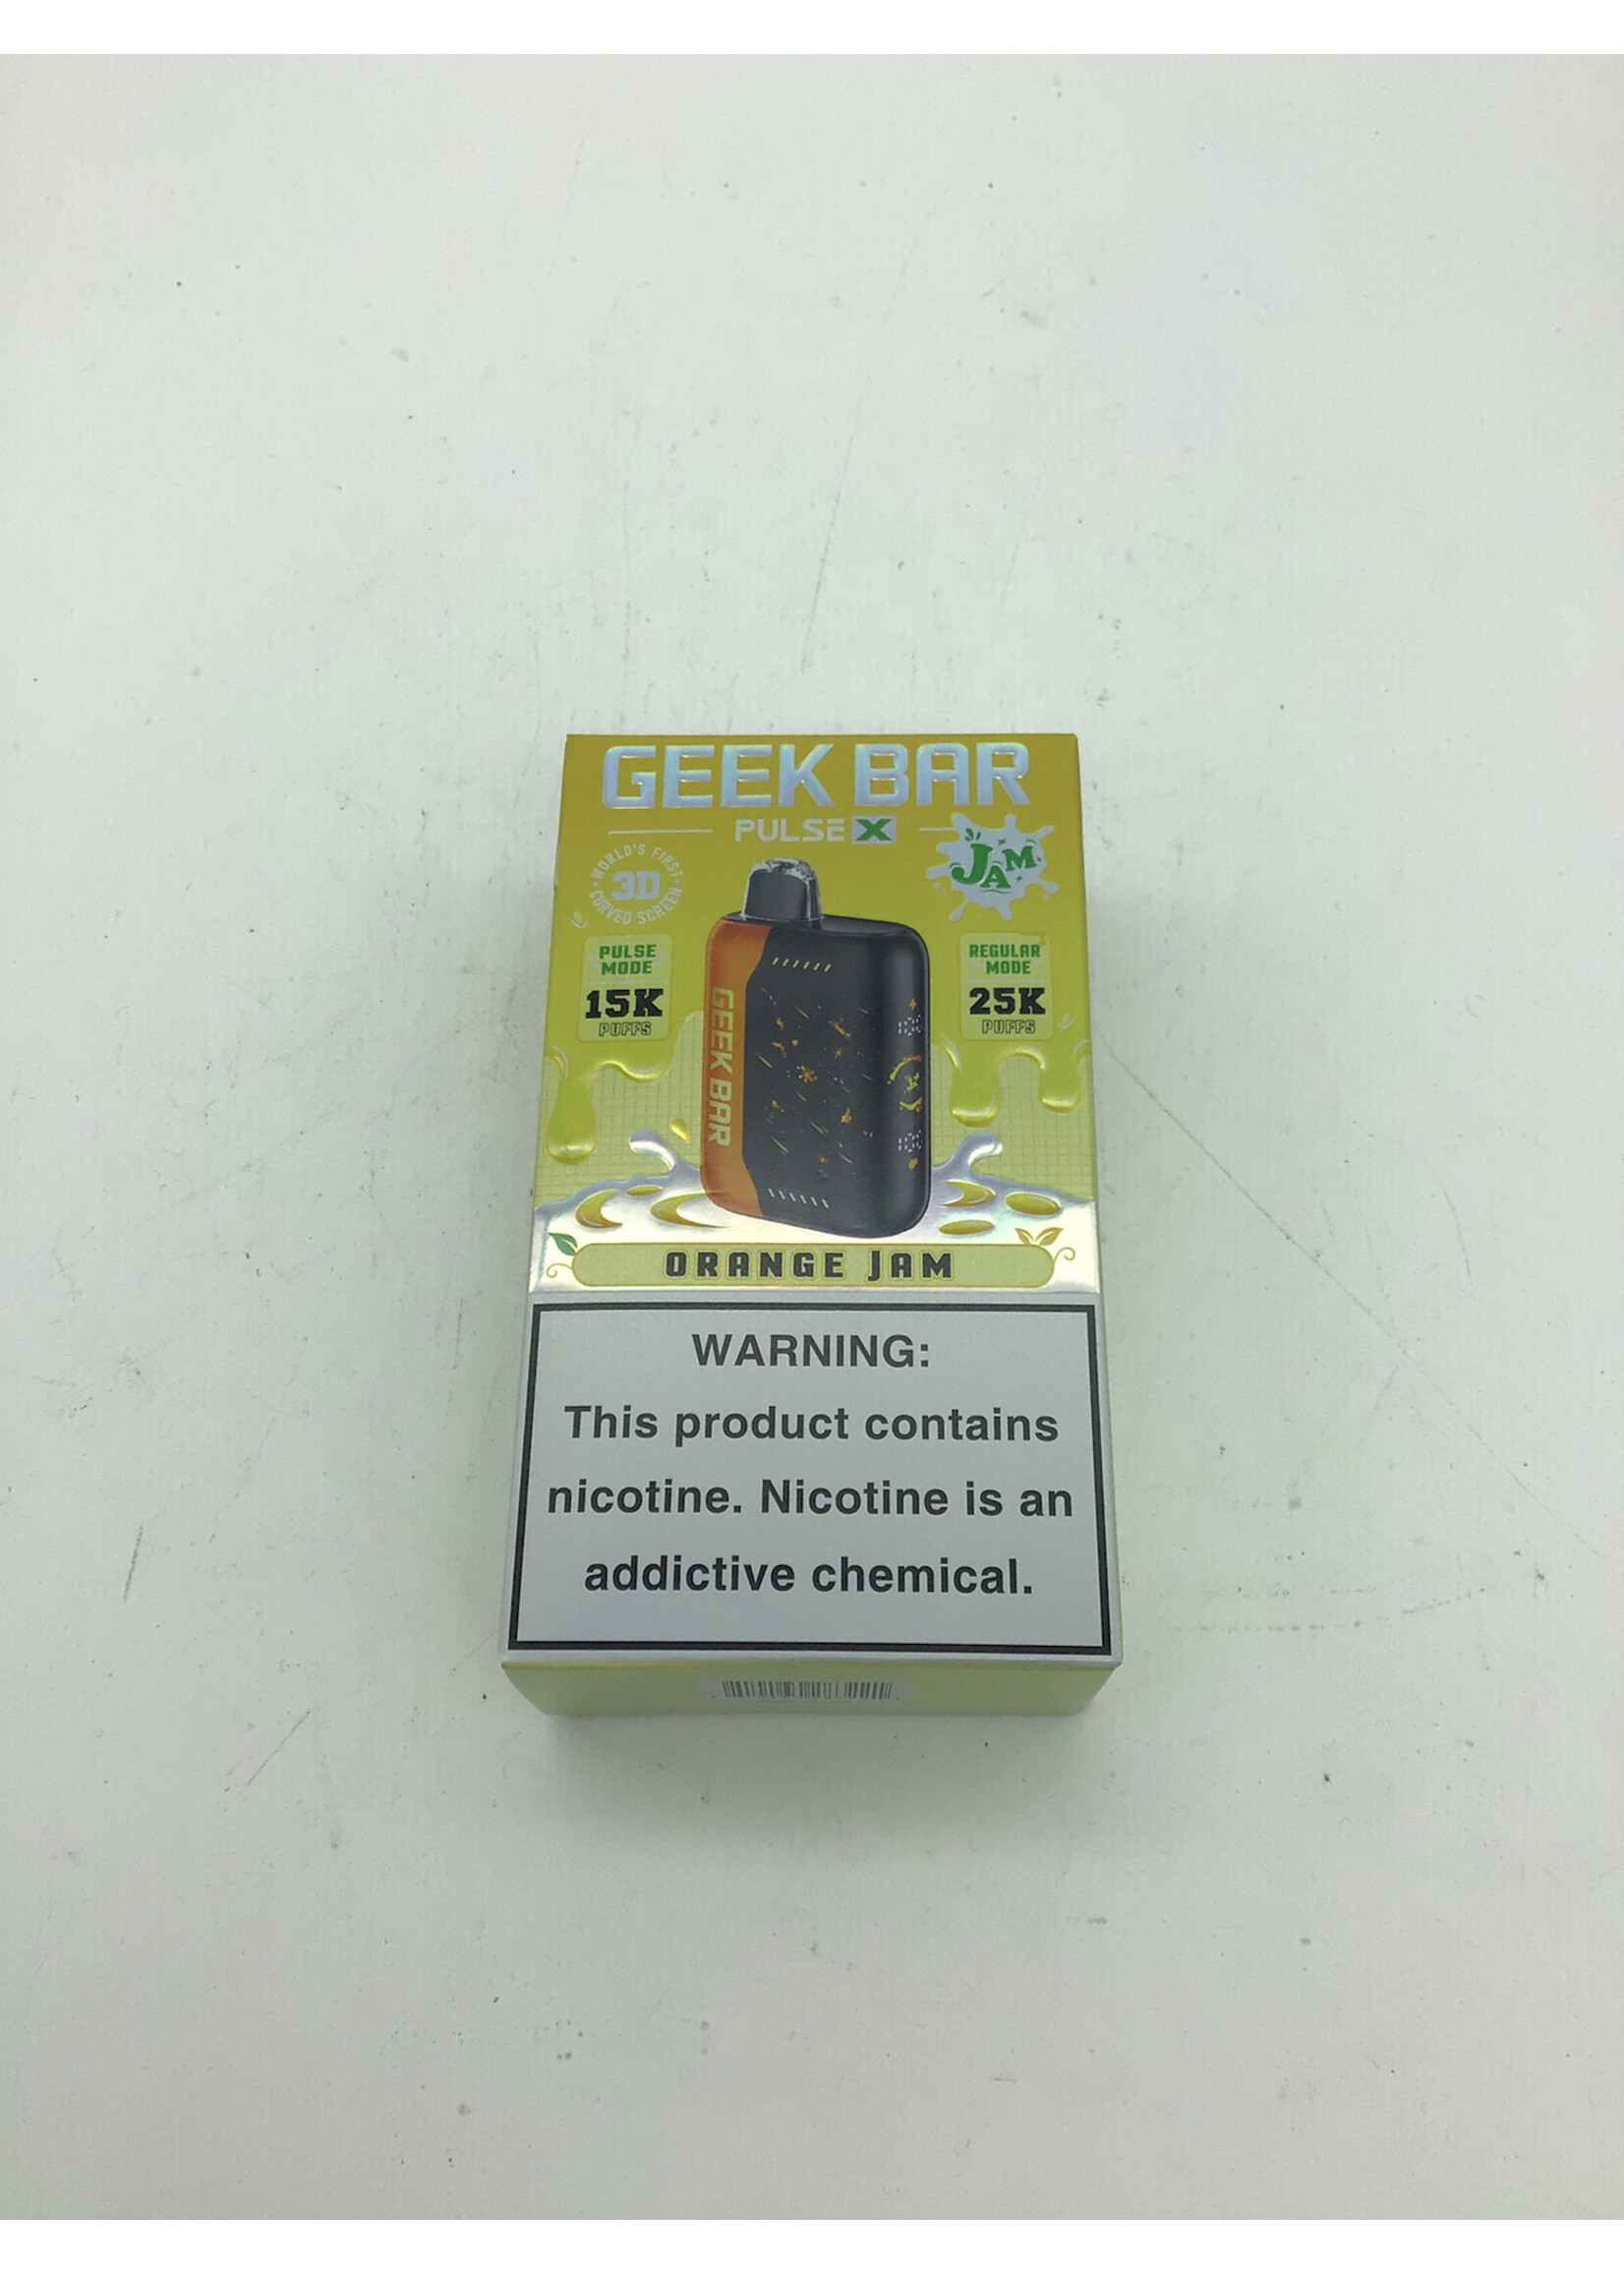 GEEK BAR
PULSE X
WORLD'S FIRST
3D
CURVED SCREEN
JAM
PULSE
MODE
15K
PUFFS
REGULAR
MODE
25K
PUFFS
GEEK BAR
ORANGE JAM
WARNING:
This product contains
nicotine. Nicotine is an
addictive chemical.